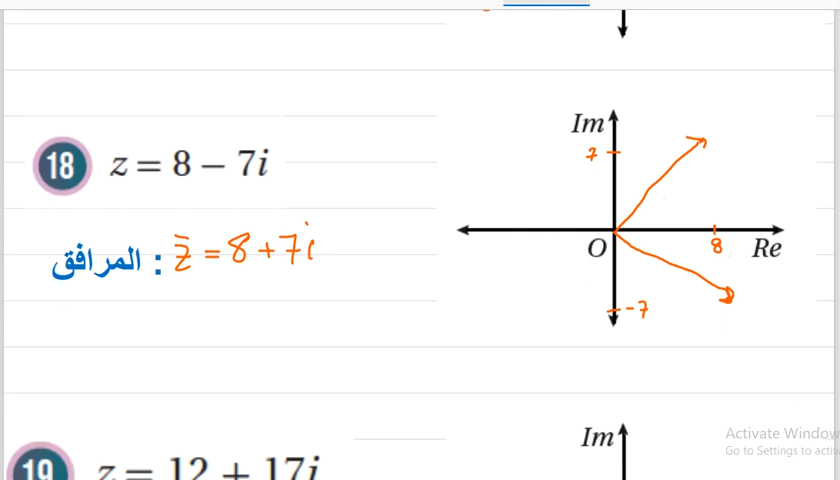 Im
7
18 z = 8 – 7i
المرافق : z̄ = 8 + 7i
O
8
Re
-7
19 z = 12 + 17i
Im
Activate Window
Go to Settings to activa